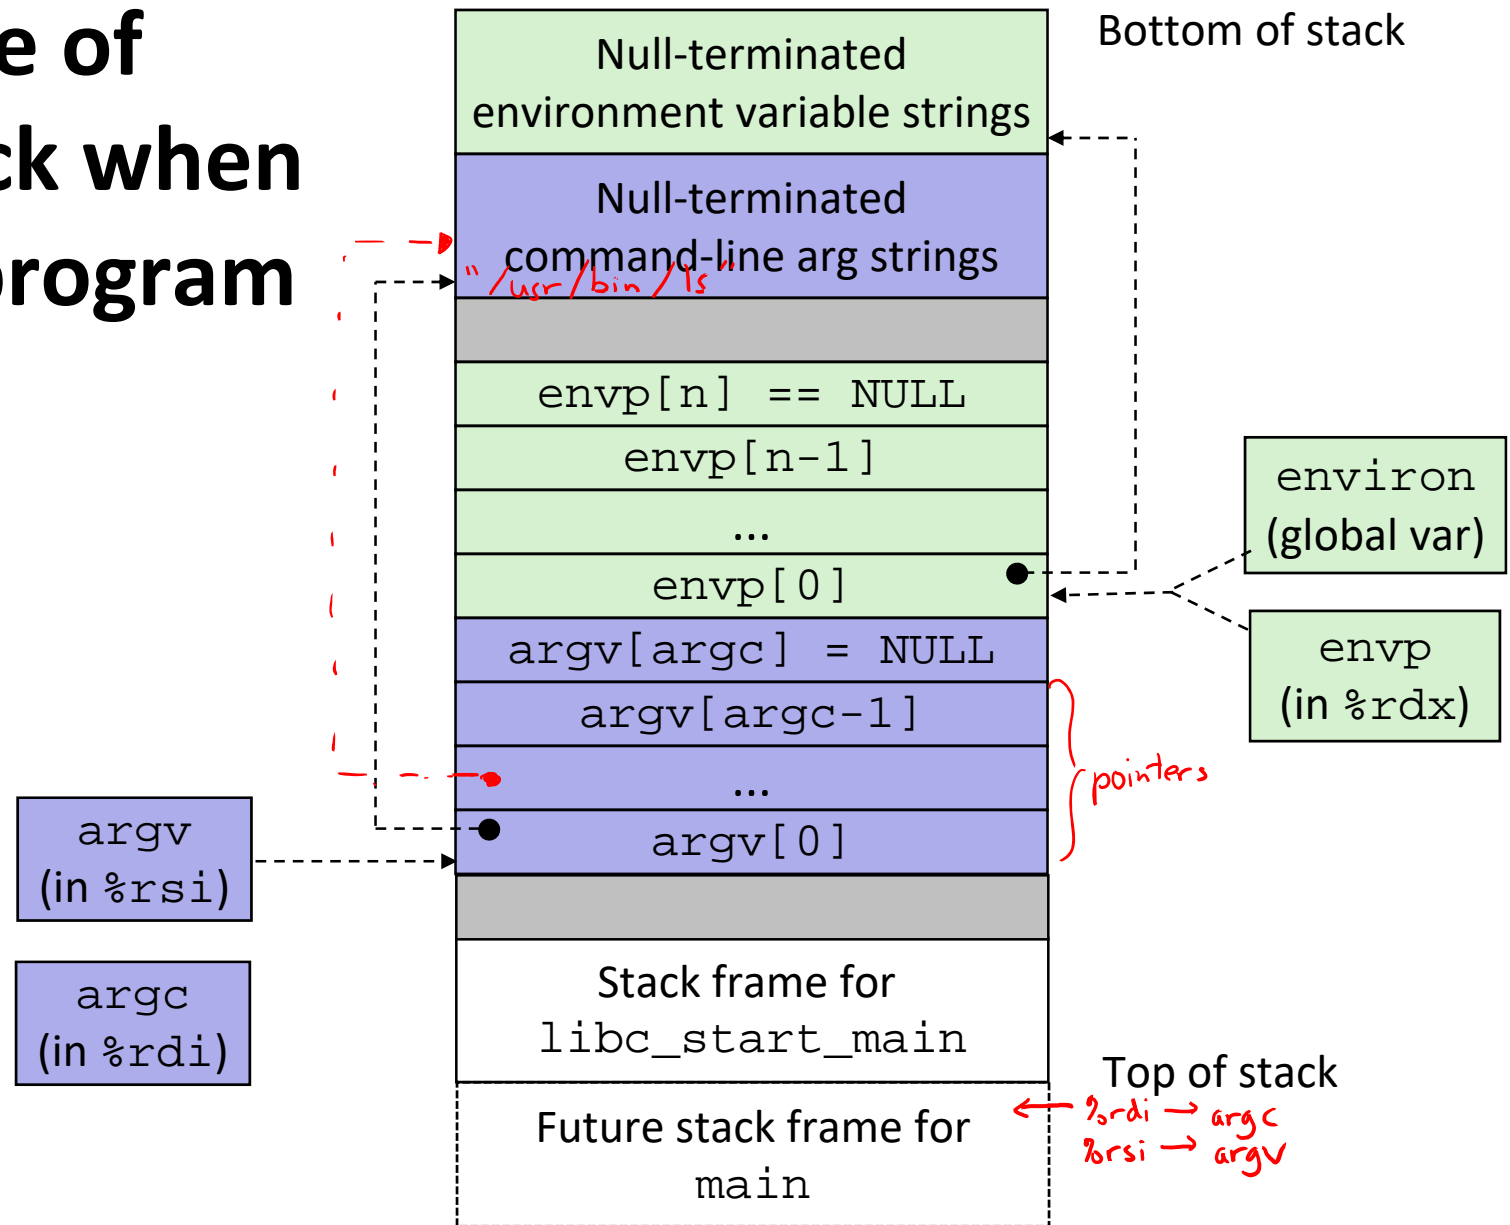 e of
ck when
program
Bottom of stack
Null-terminated
environment variable strings
Null-terminated
command-line arg strings
"/usr/bin/ls"
envp[n] == NULL
envp[n-1]
...
envp[0]
environ
(global var)
envp
(in %rdx)
argv[argc] = NULL
argv[argc-1]
...
argv[0]
pointers
argv
(in %rsi)
argc
(in %rdi)
Stack frame for
libc_start_main
Top of stack
%rdi → argc
%rsi → argv
Future stack frame for
main